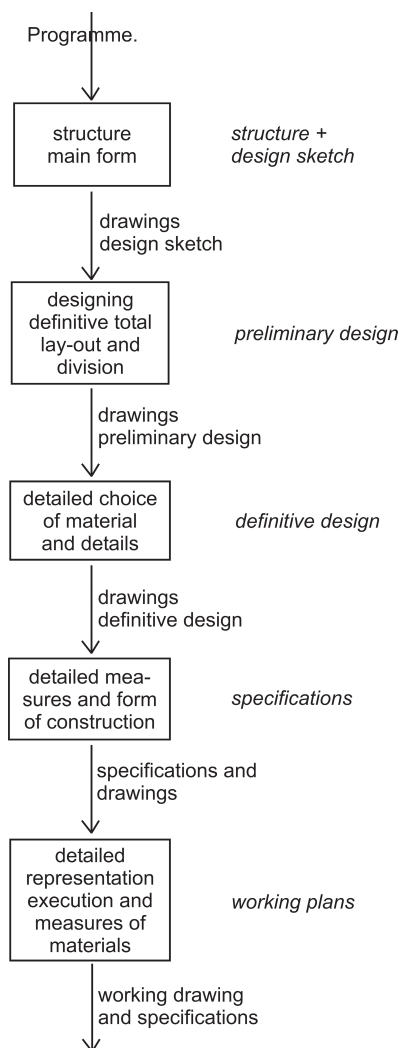 Programme.
structure
main form
structure +
design sketch
drawings
design sketch
designing
definitive total
lay-out and
division
preliminary design
drawings
preliminary design
detailed choice
of material
and details
definitive design
drawings
definitive design
detailed mea-
sures and form
of construction
specifications
specifications and
drawings
detailed
representation
execution and
measures of
materials
working plans
working drawing
and specifications